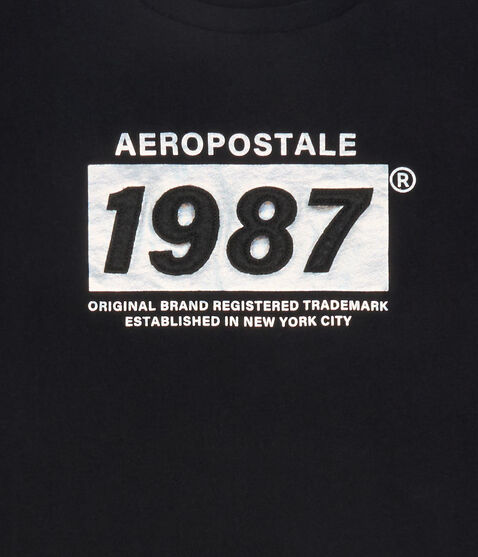 AEROPOSTALE
1987 ®
ORIGINAL BRAND REGISTERED TRADEMARK
ESTABLISHED IN NEW YORK CITY